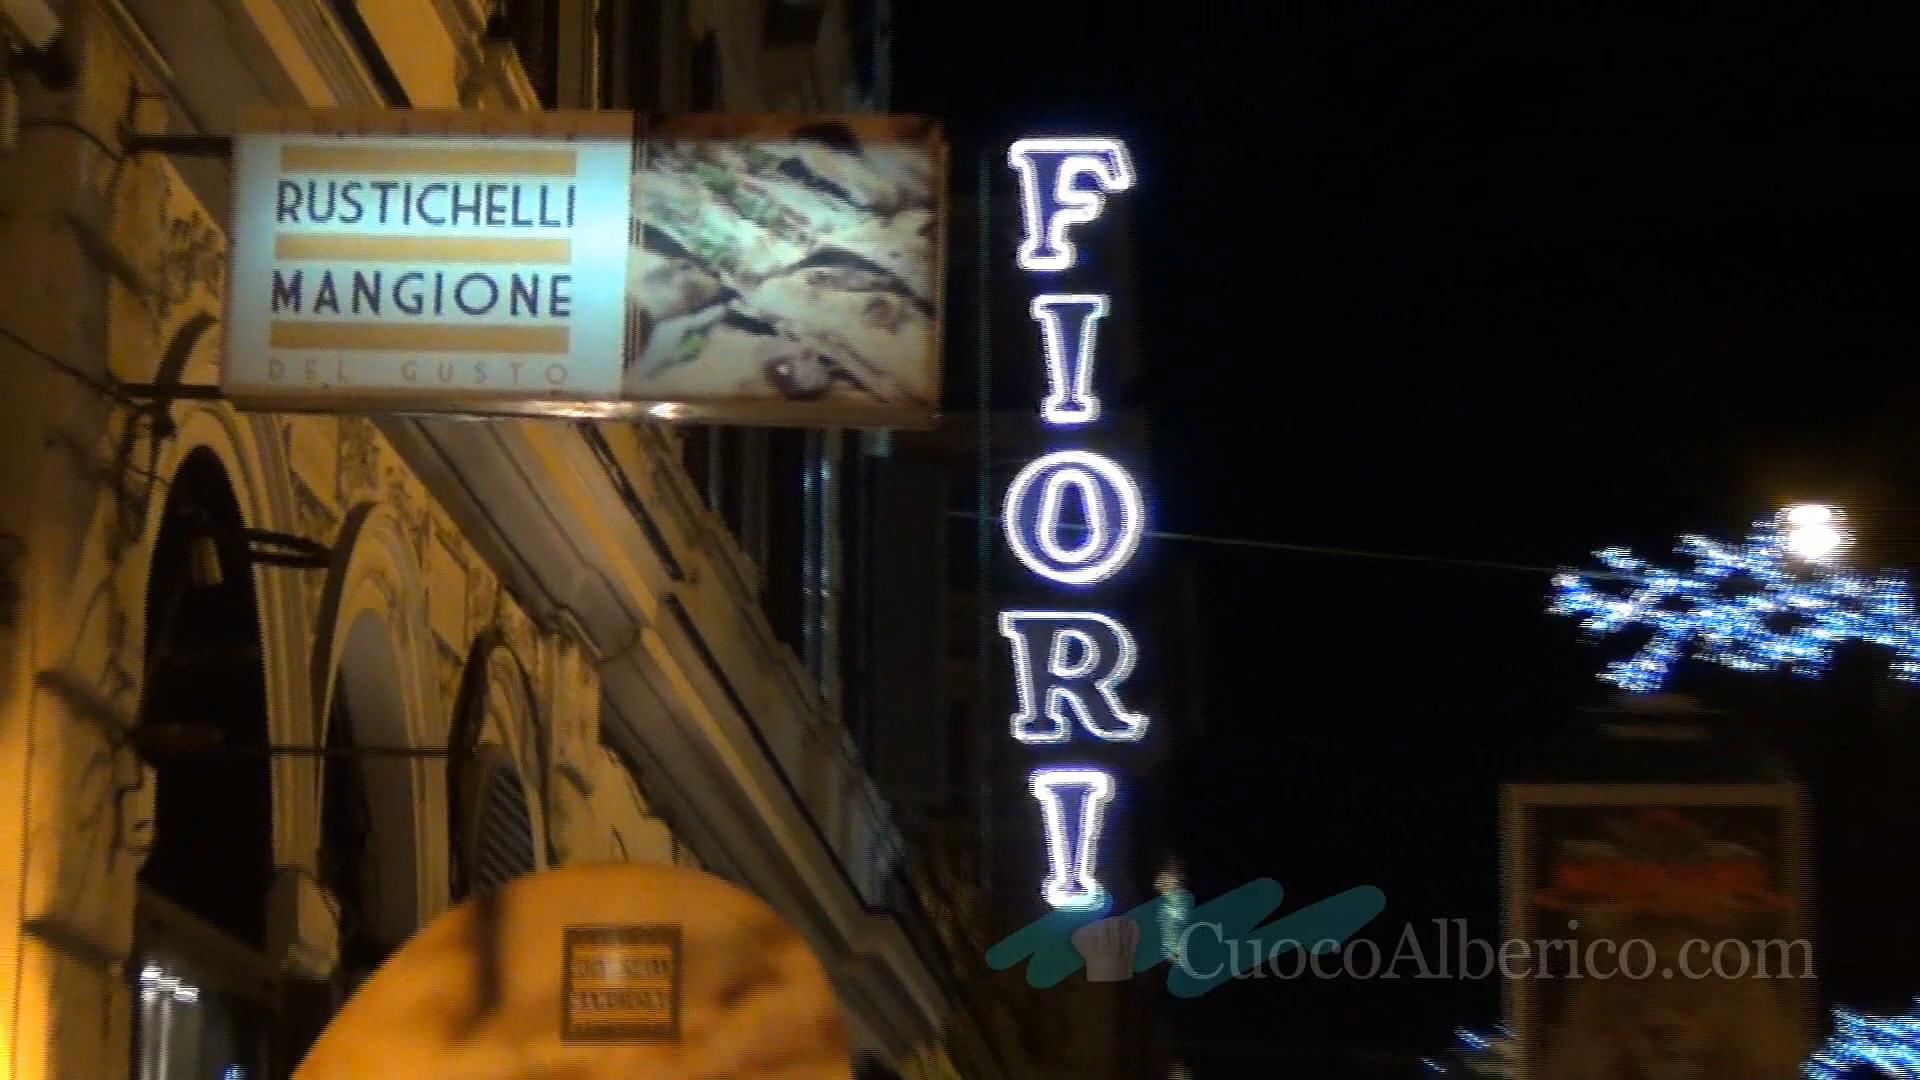 RUSTICHELLI
MANGIONE
DEL GUSTO
FIORI
CuocoAlberico.com